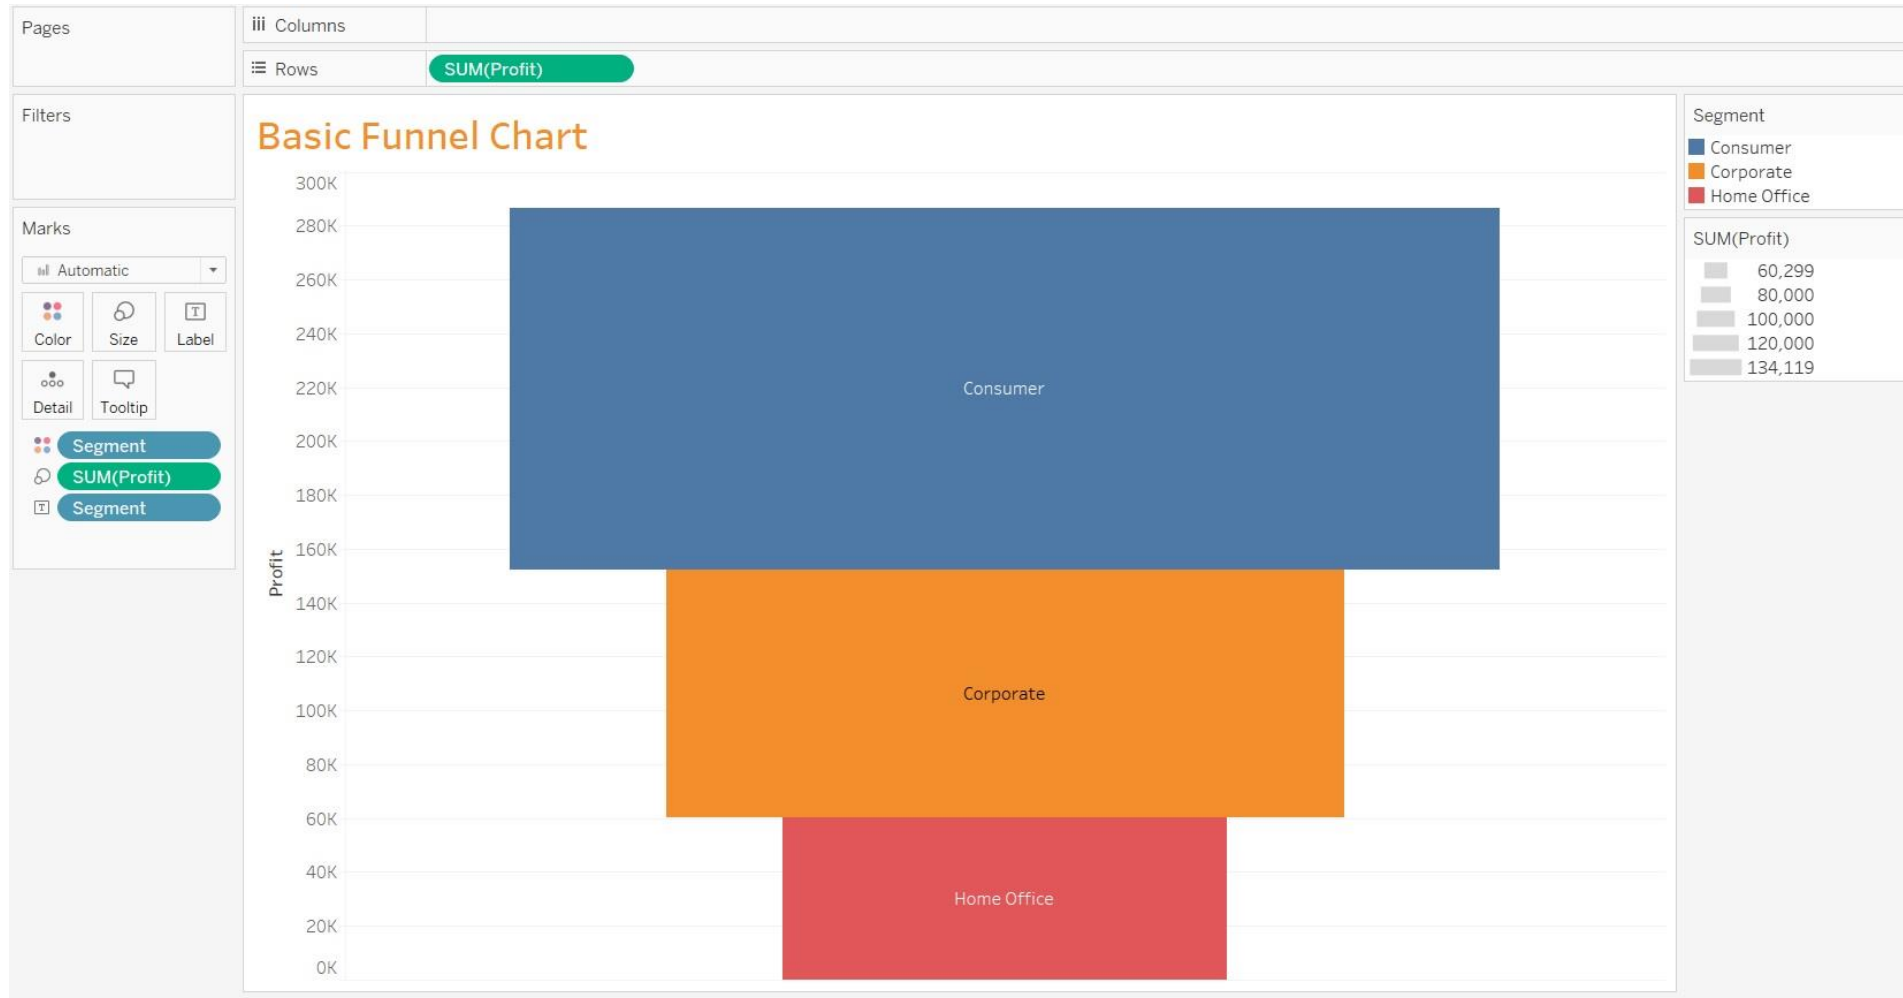 Pages
Columns
Rows
SUM(Profit)
Filters
Marks
Automatic
Color
Size
Label
Detail
Tooltip
Segment
SUM(Profit)
Segment
Basic Funnel Chart
Profit
300K
280K
260K
240K
220K
200K
180K
160K
140K
120K
100K
80K
60K
40K
20K
0K
Consumer
Corporate
Home Office
Segment
Consumer
Corporate
Home Office
SUM(Profit)
60,299
80,000
100,000
120,000
134,119